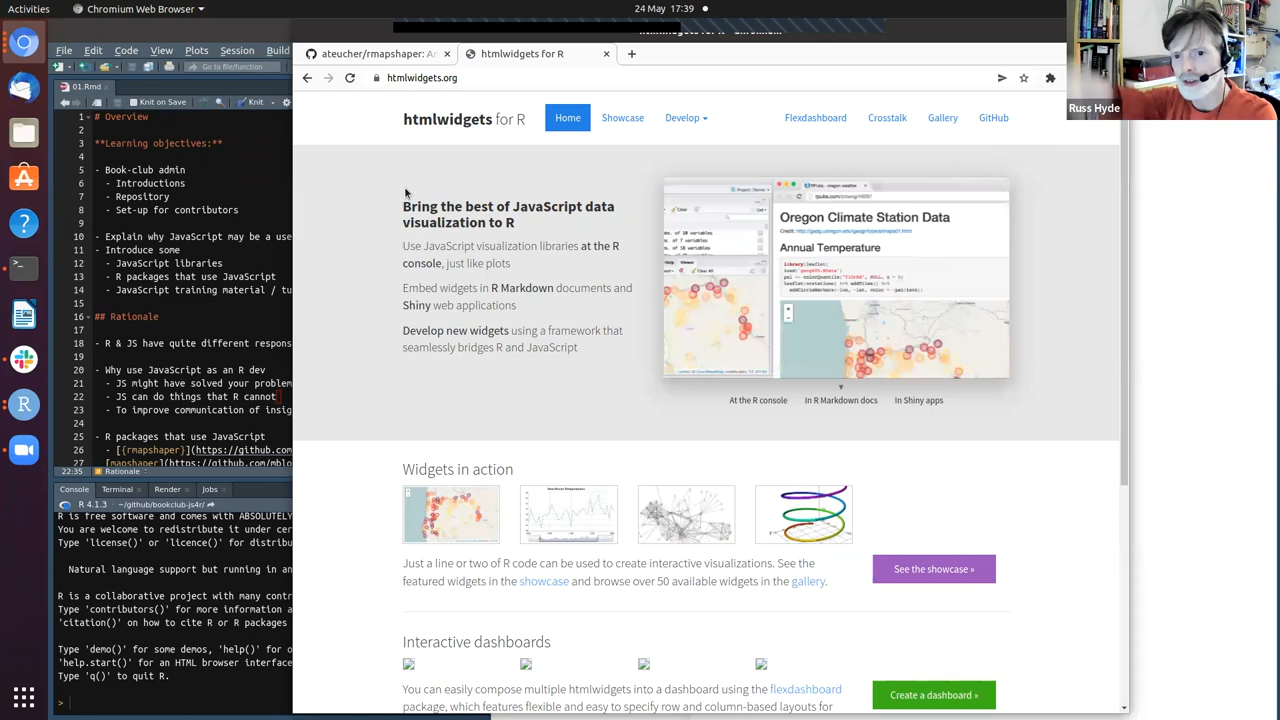 Activities
Chromium Web Browser
24 May 17:39
File
Edit
Code
View
Plots
Session
Build
Go to file/function
01.Rmd
Knit on Save
Knit
1 # Overview
2
3 **Learning objectives:**
4
5 - Book-club admin
6 - Introductions
7 - Repository
8 - Set-up for contributors
9
10 - Explain why JavaScript may be a use
11 - Introduce some
12 - JavaScript libraries
13 - R packages that use JavaScript
14 - JavaScript training material / tu
15
16 ## Rationale
17
18 - R & JS have quite different respons
19
20 - Why use JavaScript as an R dev
21 - JS might have solved your problem
22 - JS can do things that R cannot
23 - To improve communication of insig
24
25 - R packages that use JavaScript
26 - [{rmapshaper}](https://github.com
27 [mapshaper](https://github.com/mblo
22:35
Rationale
Console
Terminal
Render
Jobs
R 4.1.3
~/github/bookclub-js4r/
R is free software and comes with ABSOLUTELY
You are welcome to redistribute it under cer
Type 'license()' or 'licence()' for distribu
Natural language support but running in an
R is a collaborative project with many contr
Type 'contributors()' for more information a
'citation()' on how to cite R or R packages
Type 'demo()' for some demos, 'help()' for o
'help.start()' for an HTML browser interface
Type 'q()' to quit R.
>
ateucher/rmapshaper: A
htmlwidgets for R
htmlwidgets.org
htmlwidgets for R
Home
Showcase
Develop
Flexdashboard
Crosstalk
Gallery
GitHub
Bring the best of JavaScript data
visualization to R
Use JavaScript visualization libraries at the R
console, just like plots
Embed widgets in R Markdown documents and
Shiny web applications
Develop new widgets using a framework that
seamlessly bridges R and JavaScript
Oregon Climate Station Data
Annual Temperature
At the R console
In R Markdown docs
In Shiny apps
Widgets in action
Just a line or two of R code can be used to create interactive visualizations. See the
featured widgets in the showcase and browse over 50 available widgets in the gallery.
See the showcase »
Interactive dashboards
You can easily compose multiple htmlwidgets into a dashboard using the flexdashboard
package, which features flexible and easy to specify row and column-based layouts for
Create a dashboard »
Russ Hyde